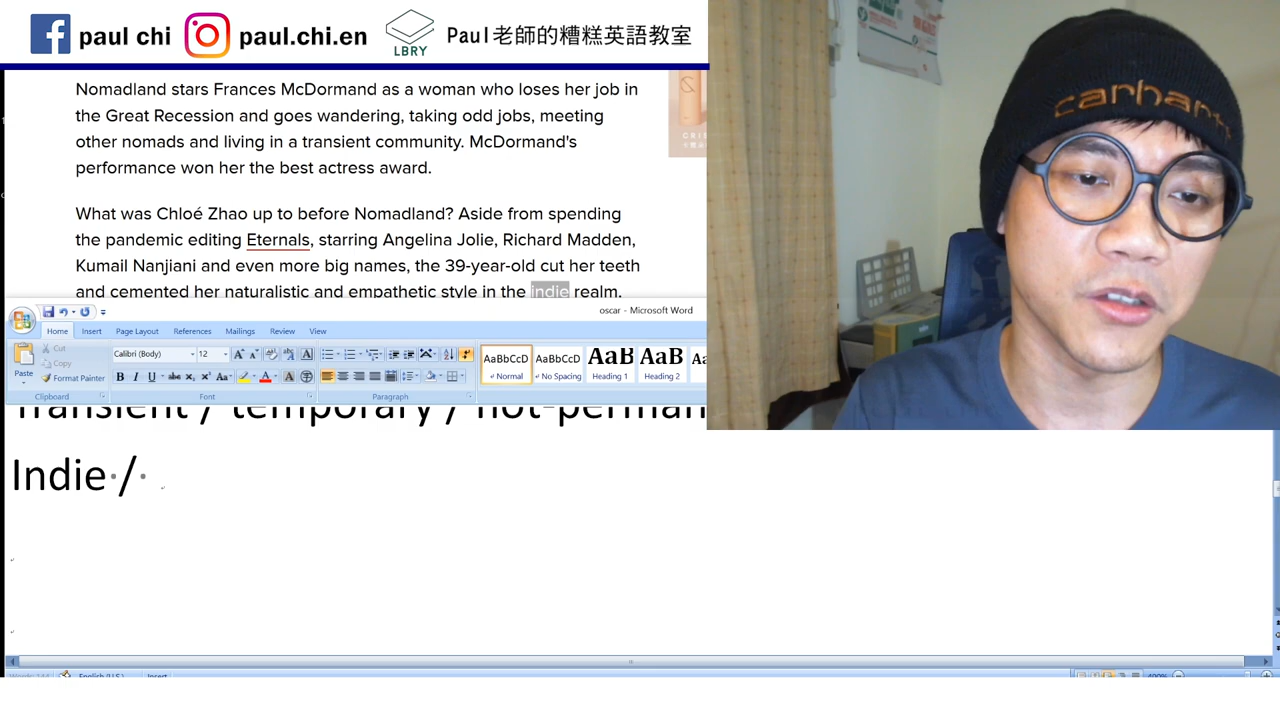 paul chi
paul.chi.en
LBRY
Paul老師的糟糕英語教室
Nomadland stars Frances McDormand as a woman who loses her job in
the Great Recession and goes wandering, taking odd jobs, meeting
other nomads and living in a transient community. McDormand's
performance won her the best actress award.
What was Chloé Zhao up to before Nomadland? Aside from spending
the pandemic editing Eternals, starring Angelina Jolie, Richard Madden,
Kumail Nanjiani and even more big names, the 39-year-old cut her teeth
and cemented her naturalistic and empathetic style in the indie realm.
carhartt
oscar - Microsoft Word
Home Insert Page Layout References Mailings Review View
Paste
Cut
Copy
Format Painter
Clipboard
Calibri (Body) 12
Font
Paragraph
AaBbCcD AaBbCcD AaB AaB
Normal No Spacing Heading 1 Heading 2
Transient / temporary / not-perman
Indie /
English (U.S.) Insert